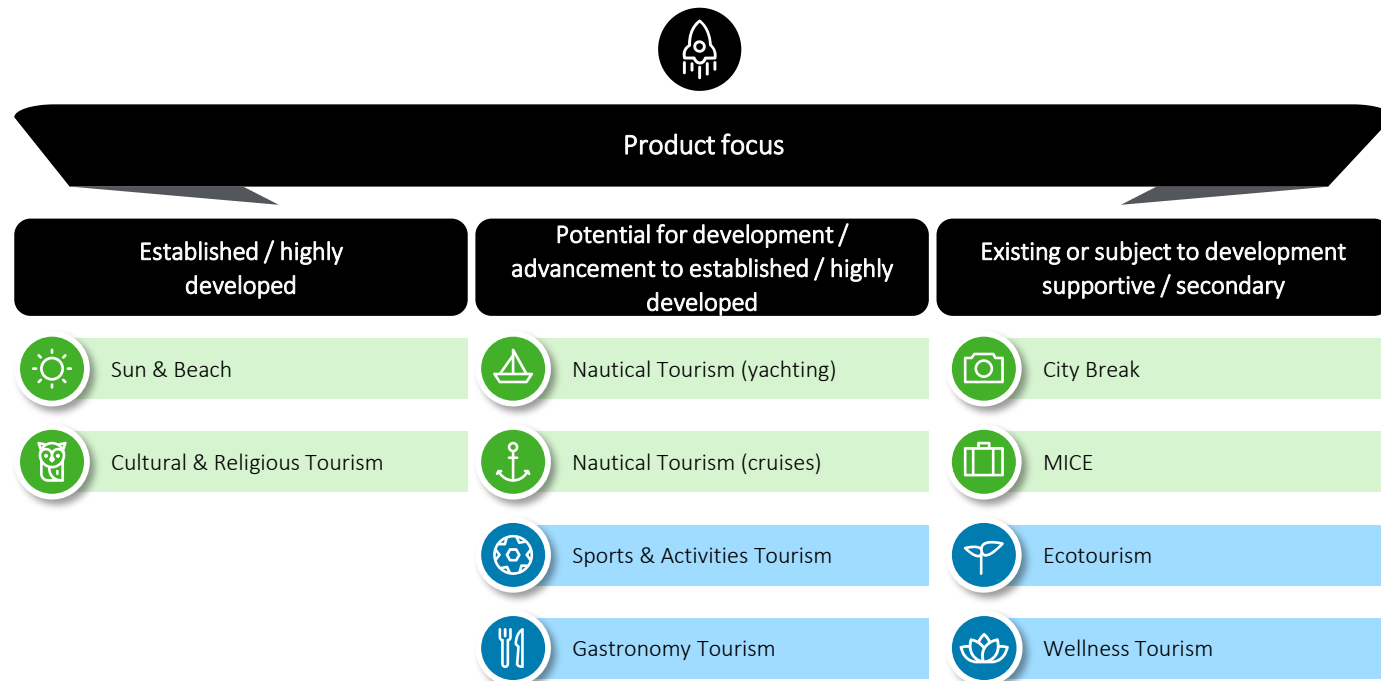 Product focus
Established / highly
developed
Potential for development /
advancement to established / highly
developed
Existing or subject to development
supportive / secondary
Sun & Beach
Cultural & Religious Tourism
Nautical Tourism (yachting)
Nautical Tourism (cruises)
Sports & Activities Tourism
Gastronomy Tourism
City Break
MICE
Ecotourism
Wellness Tourism